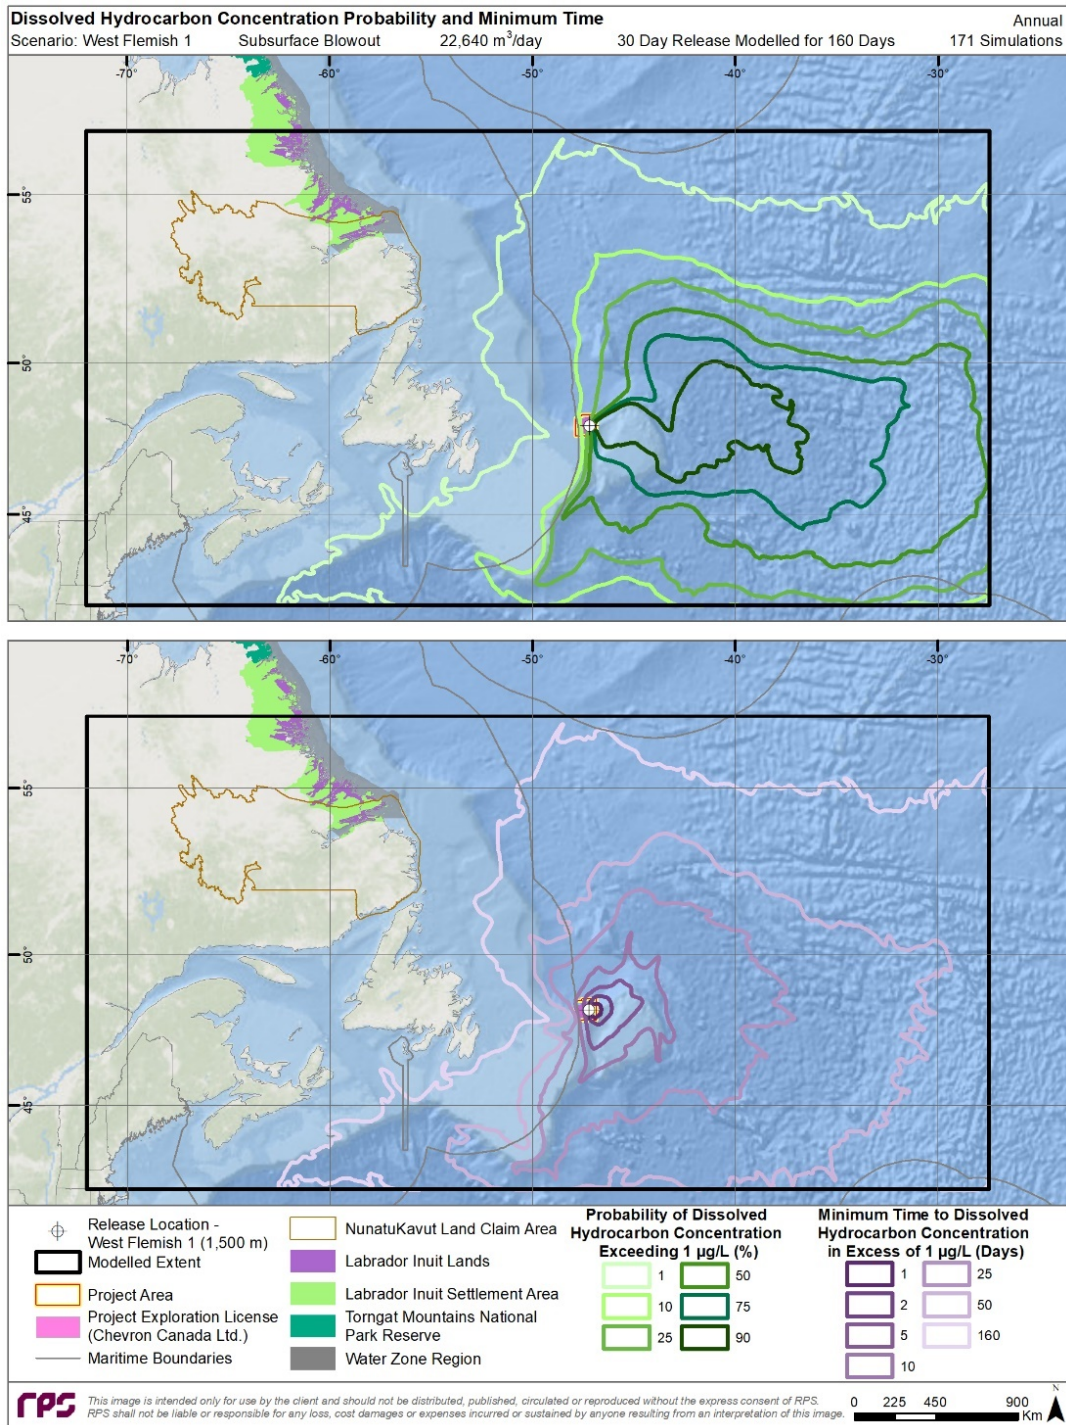 Dissolved Hydrocarbon Concentration Probability and Minimum Time
Annual
Scenario: West Flemish 1 Subsurface Blowout 22,640 m³/day 30 Day Release Modelled for 160 Days 171 Simulations
-70° -60° -50° -40° -30°
55°
50°
45°
-70° -60° -50° -40° -30°
55°
50°
45°
Release Location -
West Flemish 1 (1,500 m)
Modelled Extent
Project Area
Project Exploration License
(Chevron Canada Ltd.)
Maritime Boundaries
NunatuKavut Land Claim Area
Labrador Inuit Lands
Labrador Inuit Settlement Area
Torngat Mountains National
Park Reserve
Water Zone Region
Probability of Dissolved
Hydrocarbon Concentration
Exceeding 1 µg/L (%)
1 50
10 75
25 90
Minimum Time to Dissolved
Hydrocarbon Concentration
in Excess of 1 µg/L (Days)
1 25
2 50
5 160
10
rps
This image is intended only for use by the client and should not be distributed, published, circulated or reproduced without the express consent of RPS.
RPS shall not be liable or responsible for any loss, cost damages or expenses incurred or sustained by anyone resulting from an interpretation of this image.
0 225 450 900
Km
N